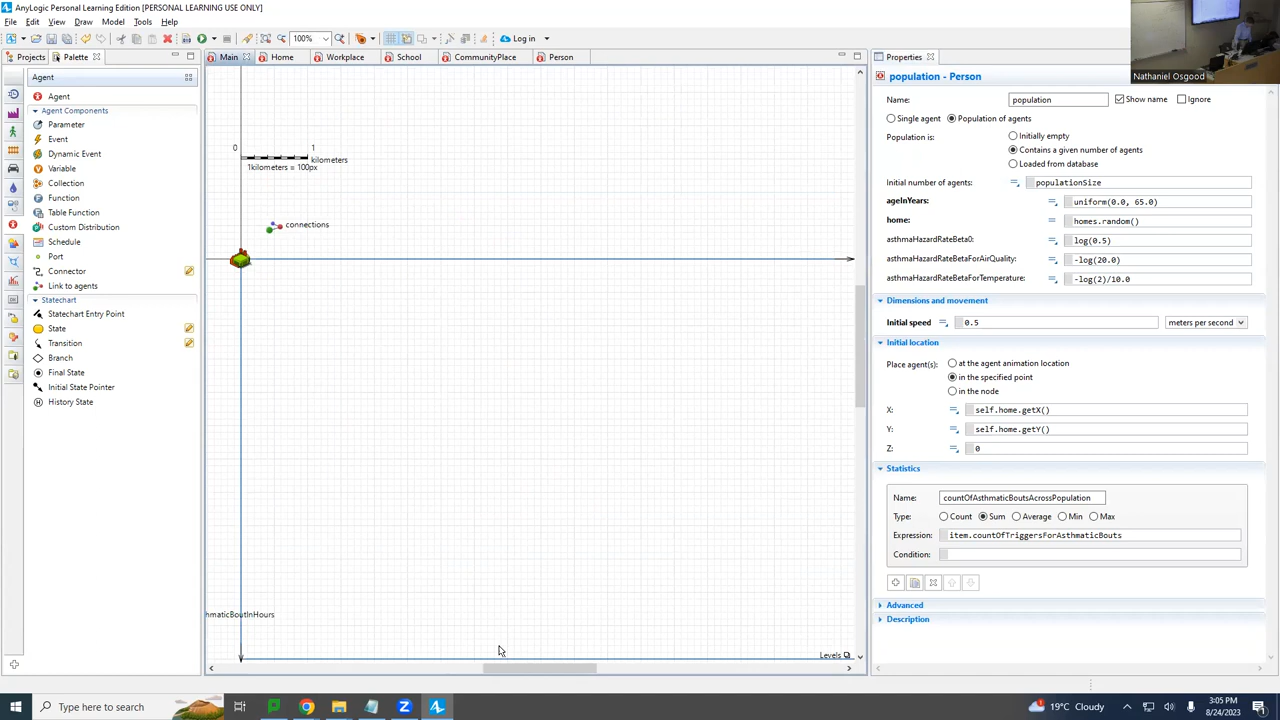 AnyLogic Personal Learning Edition [PERSONAL LEARNING USE ONLY]
File Edit View Draw Model Tools Help
100%
Log in
Projects Palette
Main Home Workplace School CommunityPlace Person
Properties
Nathaniel Osgood
Agent
Agent
Agent Components
Parameter
Event
Dynamic Event
Variable
Collection
Function
Table Function
Custom Distribution
Schedule
Port
Connector
Link to agents
Statechart
Statechart Entry Point
State
Transition
Branch
Final State
Initial State Pointer
History State
0 1
kilometers
1kilometers = 100px
connections
hmaticBoutInHours
Levels
population - Person
Name: population Show name Ignore
Single agent Population of agents
Population is: Initially empty
Contains a given number of agents
Loaded from database
Initial number of agents: populationSize
ageInYears: uniform(0.0, 65.0)
home: homes.random()
asthmaHazardRateBeta0: log(0.5)
asthmaHazardRateBetaForAirQuality: -log(20.0)
asthmaHazardRateBetaForTemperature: -log(2)/10.0
Dimensions and movement
Initial speed 0.5 meters per second
Initial location
Place agent(s): at the agent animation location
in the specified point
in the node
X: self.home.getX()
Y: self.home.getY()
Z: 0
Statistics
Name: countOfAsthmaticBoutsAcrossPopulation
Type: Count Sum Average Min Max
Expression: item.countOfTriggersForAsthmaticBouts
Condition:
Advanced
Description
Type here to search
19°C Cloudy
3:05 PM
8/24/2023